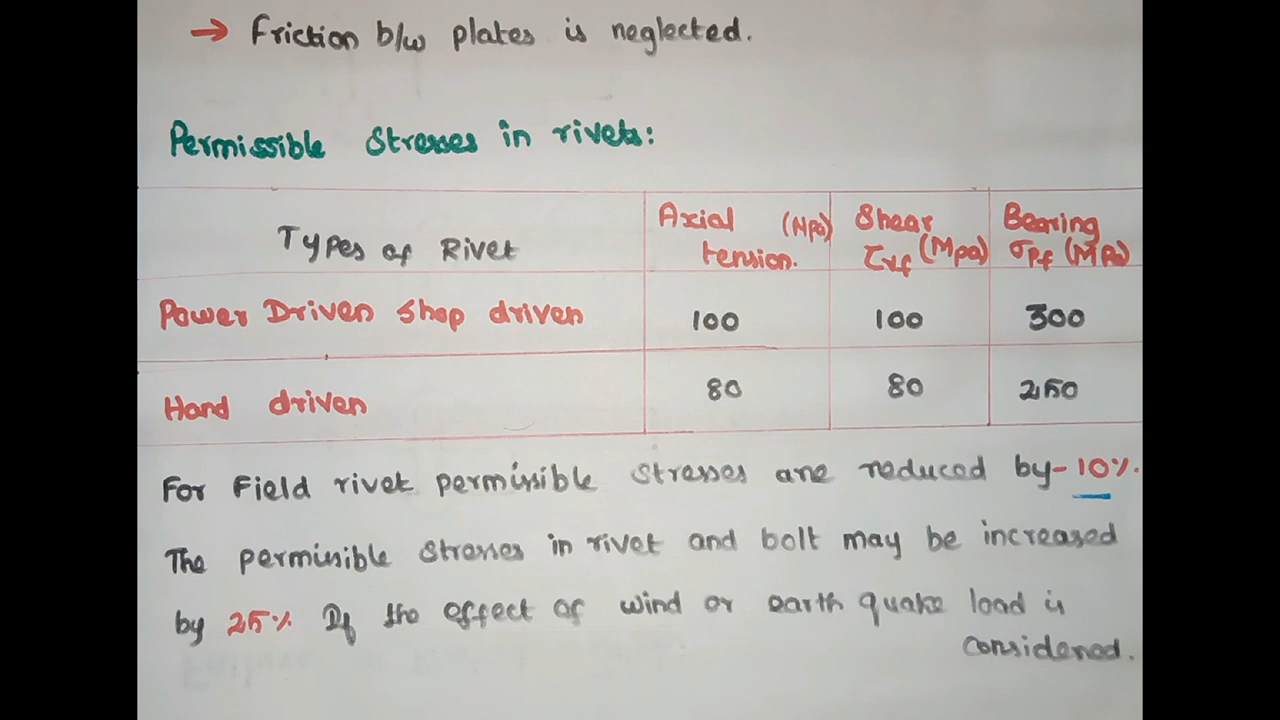 → Friction b/w plates is neglected.
Permissible Stresses in rivets:
Types of Rivet
Axial (Mpa) tension.
Shear τvf (Mpa)
Bearing σPf (MPa)
Power Driven Shop driven 100 100 300
Hand driven 80 80 250
For Field rivet permissible stresses are reduced by - 10%.
The permissible stresses in rivet and bolt may be increased
by 25% If the effect of wind or earth quake load is
considered.